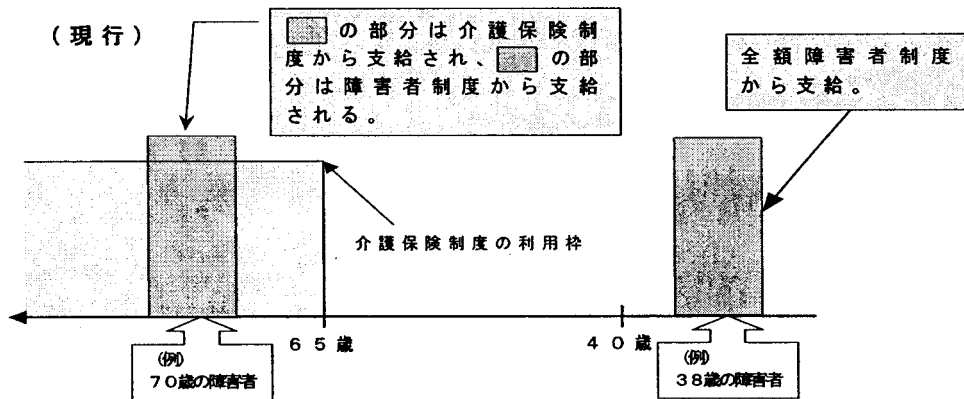 (現行)
の部分は介護保険制
度から支給され、 の部
分は障害者制度から支給
される。
全額障害者制度
から支給。
介護保険制度の利用枠
65歳
40歳
(例)
70歳の障害者
(例)
38歳の障害者